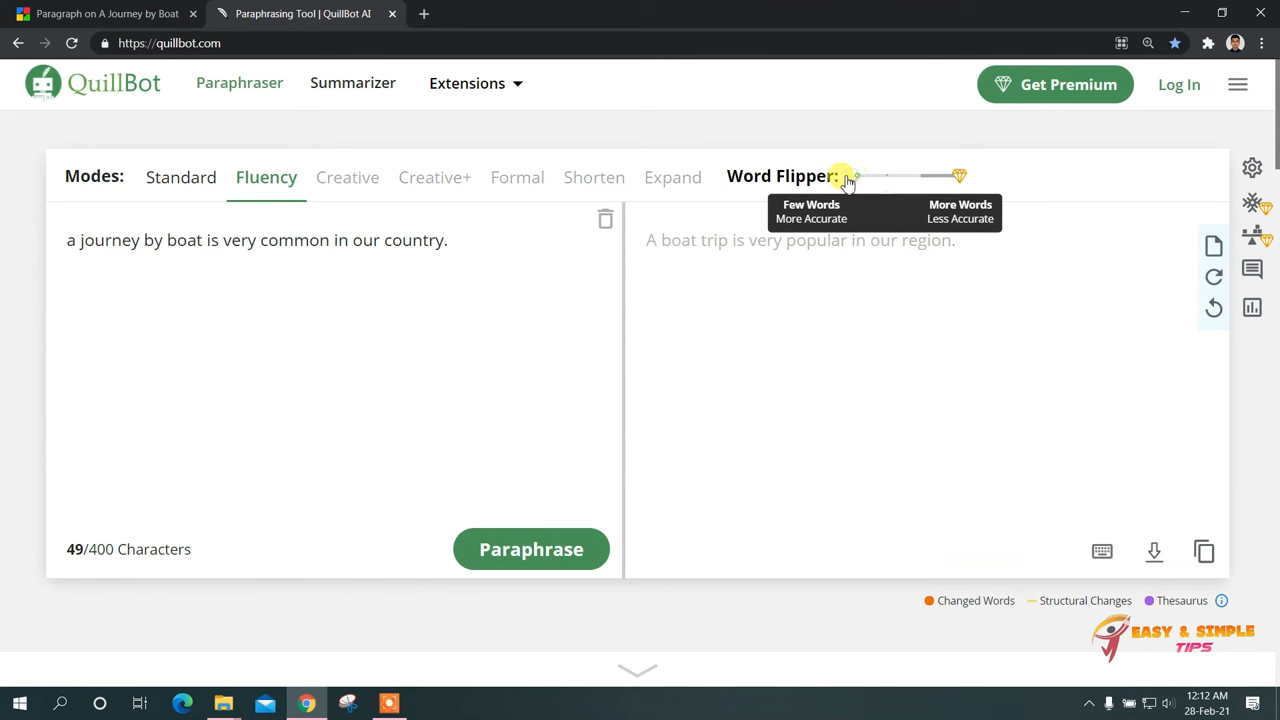 Paragraph on A Journey by Boat
Paraphrasing Tool | QuillBot AI
https://quillbot.com
QuillBot
Paraphraser
Summarizer
Extensions
Get Premium
Log In
Modes:
Standard
Fluency
Creative
Creative+
Formal
Shorten
Expand
Word Flipper:
Few Words
More Accurate
More Words
Less Accurate
a journey by boat is very common in our country.
A boat trip is very popular in our region.
49/400 Characters
Paraphrase
Changed Words
Structural Changes
Thesaurus
EASY & SIMPLE
TIPS
12:12 AM
28-Feb-21